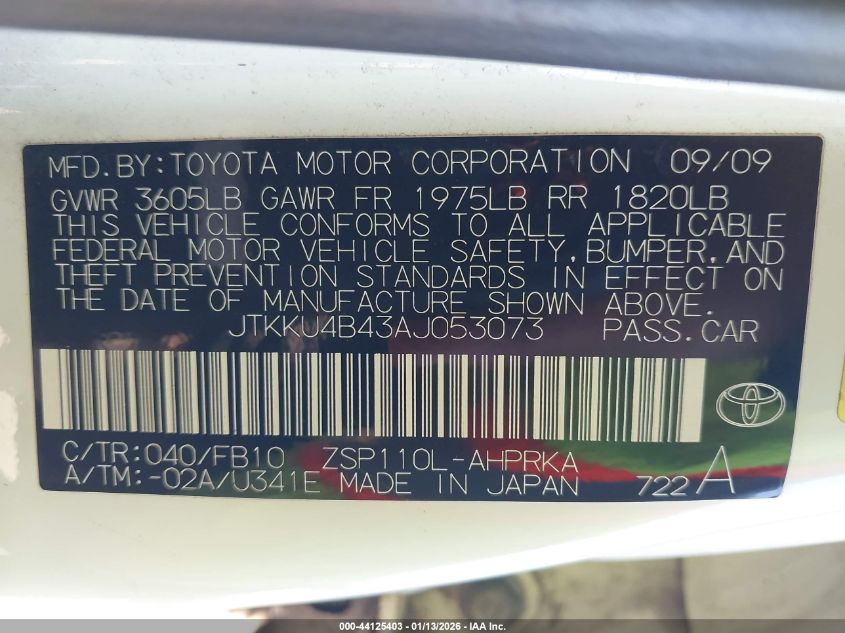 MFD.BY:TOYOTA MOTOR CORPORATION 09/09
GVWR 3605LB GAWR FR 1975LB RR 1820LB
THIS VEHICLE CONFORMS TO ALL APPLICABLE
FEDERAL MOTOR VEHICLE SAFETY,BUMPER,AND
THEFT PREVENTION STANDARDS IN EFFECT ON
THE DATE OF MANUFACTURE SHOWN ABOVE.
JTKKU4B43AJ053073 PASS.CAR
C/TR:040/FB10 ZSP110L-AHPRKA
A/TM:-02A/U341E MADE IN JAPAN 722 A
000-44125403 - 01/13/2026 - IAA Inc.